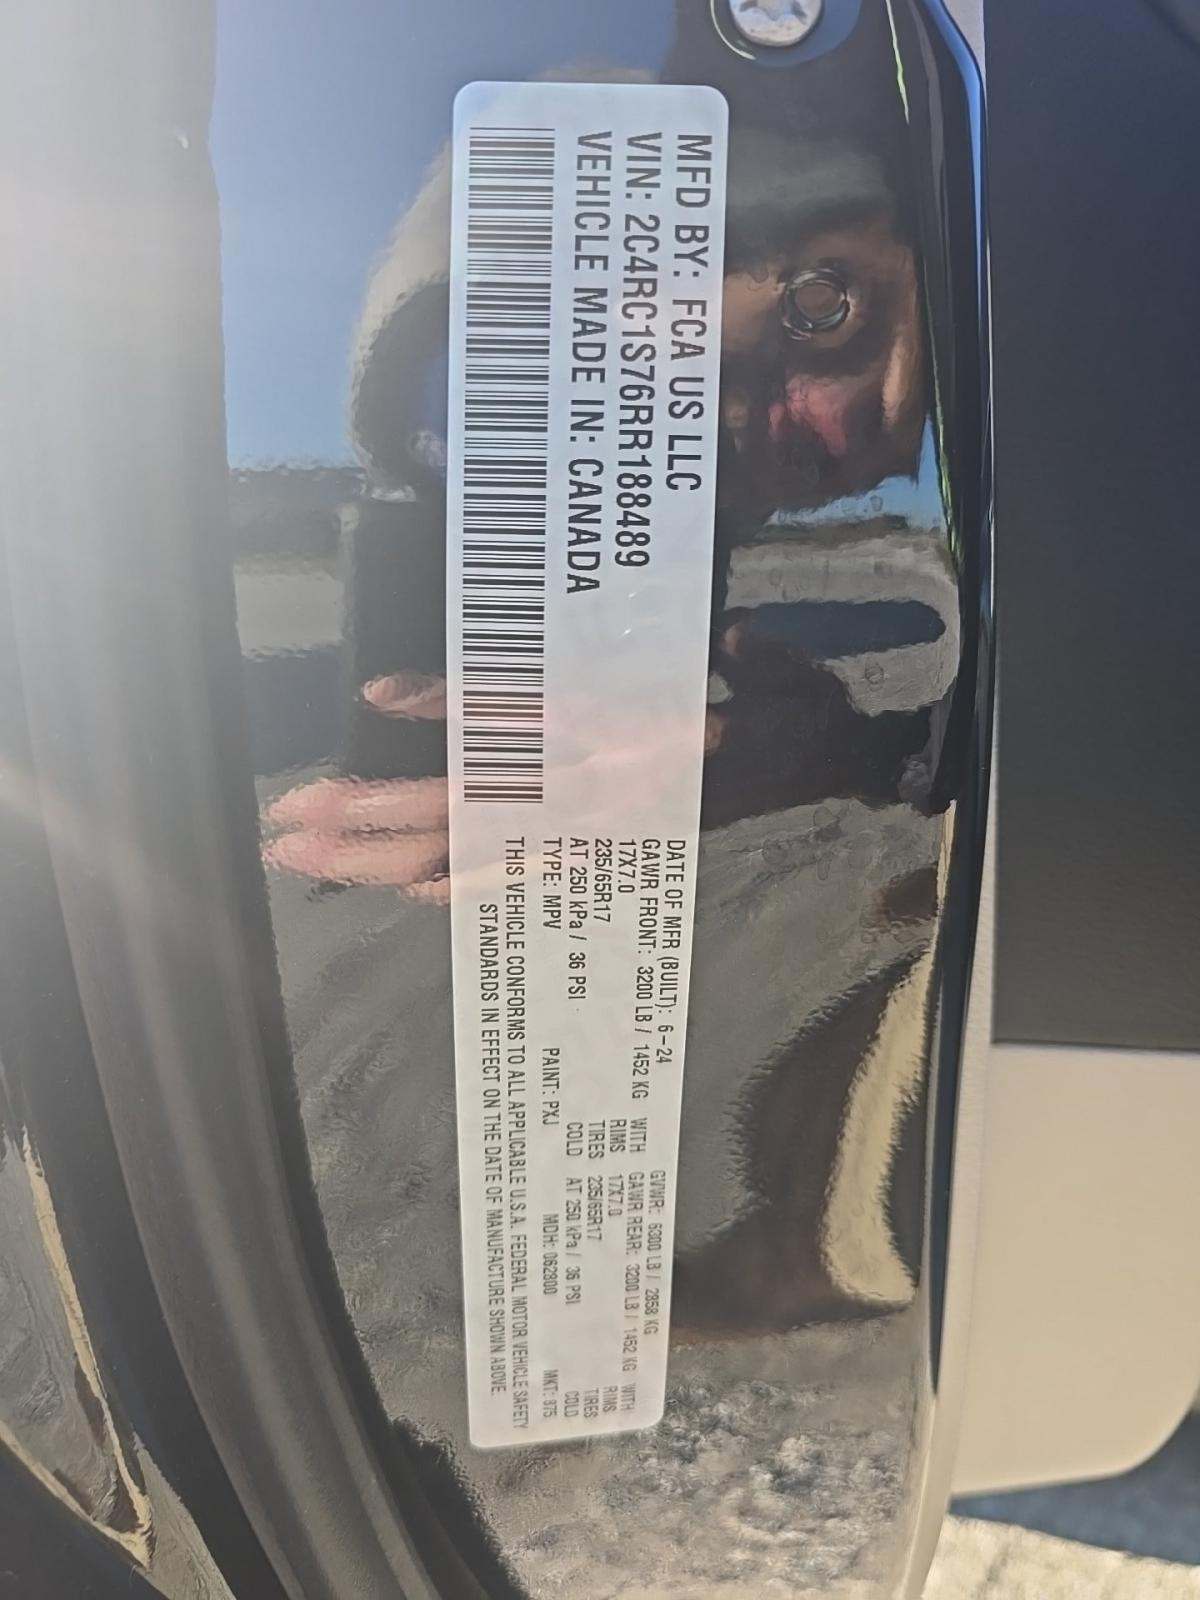 MFD BY: FCA US LLC
VIN: 2C4RC1S76RR188489
VEHICLE MADE IN: CANADA
DATE OF MFR (BUILT): 6-24 GVWR: 6300 LB / 2858 KG
GAWR FRONT: 3200 LB / 1452 KG WITH GAWR REAR: 3200 LB / 1452 KG WITH
17X7.0 RIMS 17X7.0 RIMS
235/65R17 TIRES 235/65R17 TIRES
AT 250 kPa / 36 PSI COLD AT 250 kPa / 36 PSI COLD
TYPE: MPV PAINT: PXJ MDH: 062800 MKT: 875
THIS VEHICLE CONFORMS TO ALL APPLICABLE U.S.A. FEDERAL MOTOR VEHICLE SAFETY
STANDARDS IN EFFECT ON THE DATE OF MANUFACTURE SHOWN ABOVE.